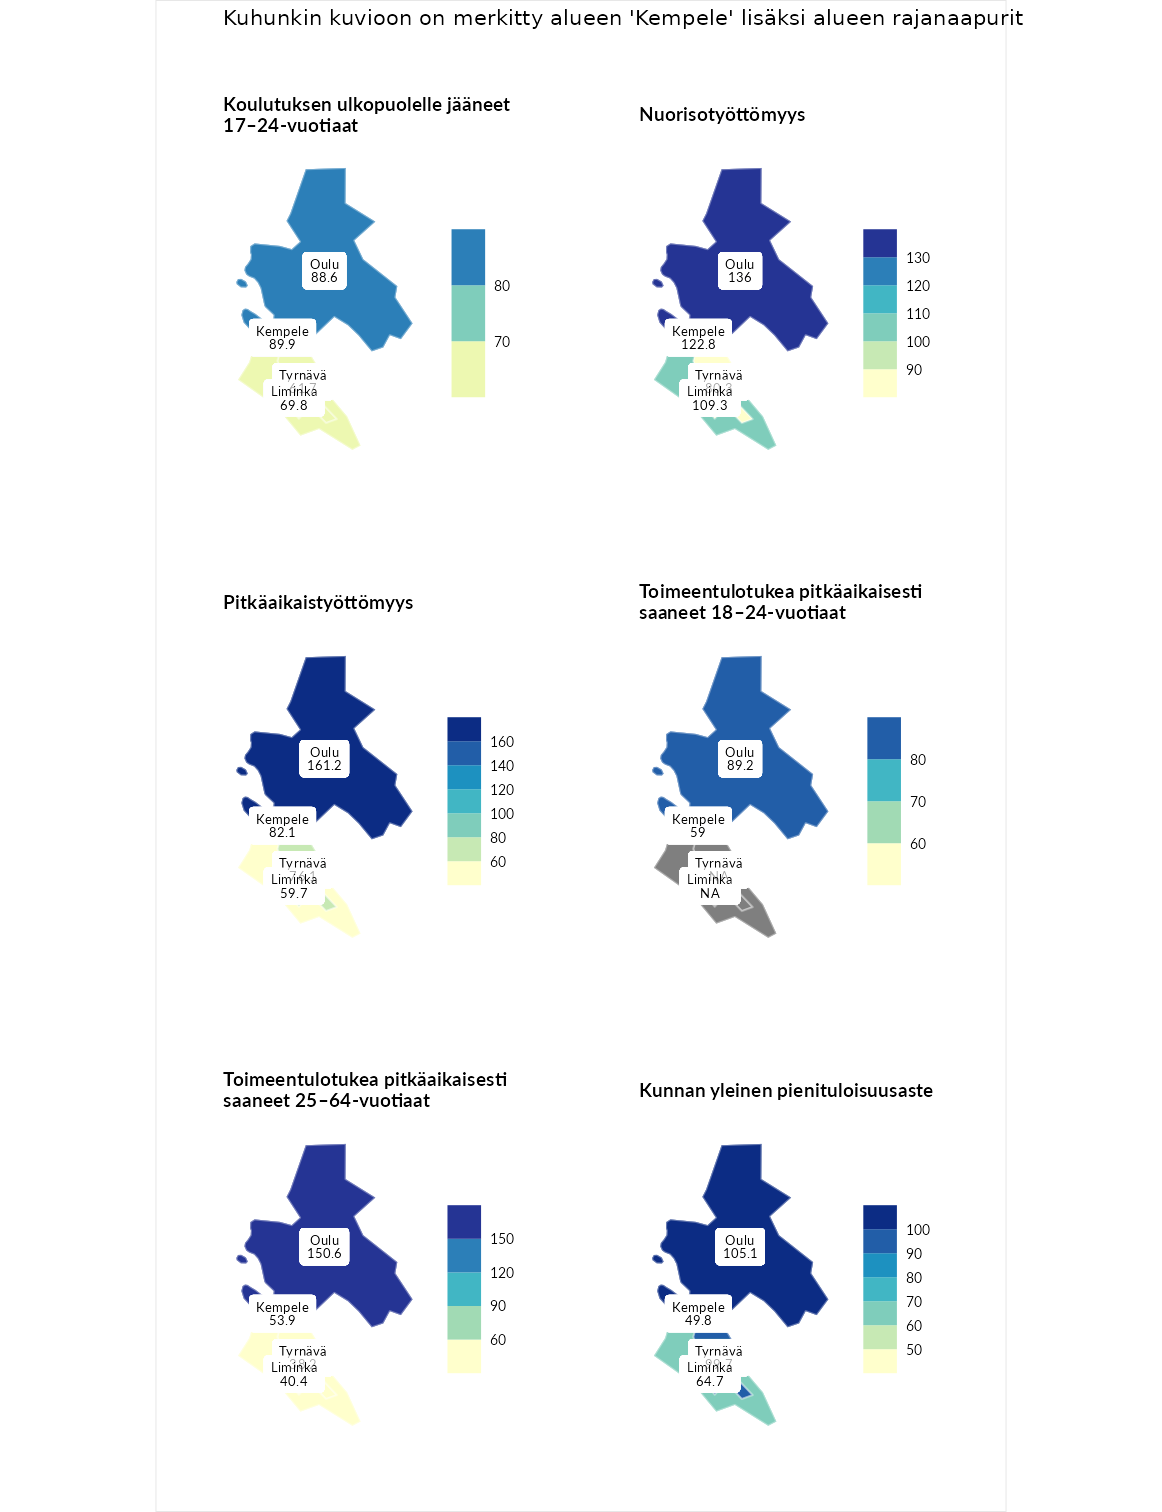 Kuhunkin kuvioon on merkitty alueen 'Kempele' lisäksi alueen rajanaapurit
Koulutuksen ulkopuolelle jääneet
17–24-vuotiaat
Oulu
88.6
Kempele
89.9
Tyrnävä
Liminka
69.8
80
70
Nuorisotyöttömyys
Oulu
136
Kempele
122.8
Tyrnävä
Liminka
109.3
130
120
110
100
90
Pitkäaikaistyöttömyys
Oulu
161.2
Kempele
82.1
Tyrnävä
Liminka
59.7
160
140
120
100
80
60
Toimeentulotukea pitkäaikaisesti
saaneet 18–24-vuotiaat
Oulu
89.2
Kempele
59
Tyrnävä
NA
Liminka
NA
80
70
60
Toimeentulotukea pitkäaikaisesti
saaneet 25–64-vuotiaat
Oulu
150.6
Kempele
53.9
Tyrnävä
Liminka
40.4
150
120
90
60
Kunnan yleinen pienituloisuusaste
Oulu
105.1
Kempele
49.8
Tyrnävä
Liminka
64.7
100
90
80
70
60
50